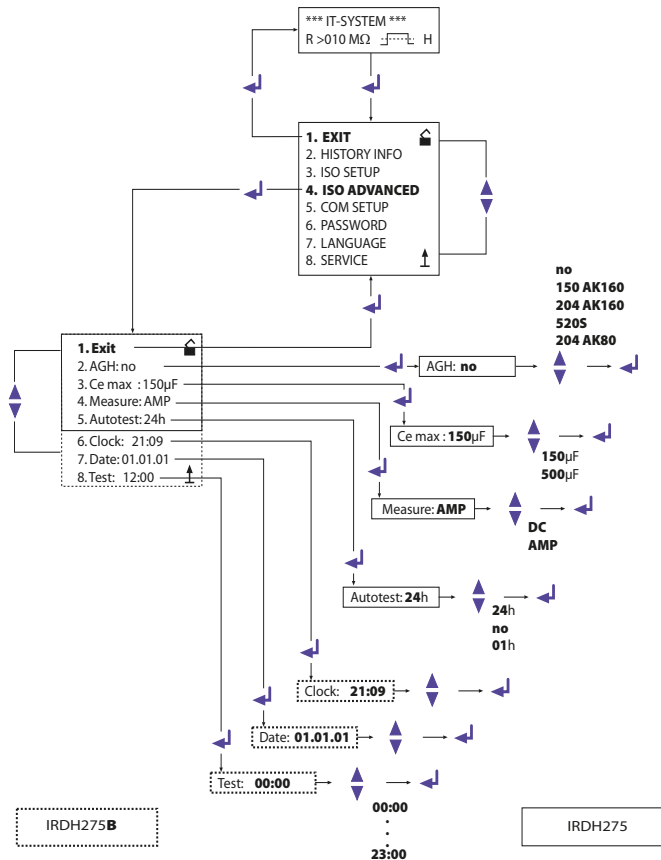 *** IT-SYSTEM ***
R >010 MΩ H
1. EXIT
2. HISTORY INFO
3. ISO SETUP
4. ISO ADVANCED
5. COM SETUP
6. PASSWORD
7. LANGUAGE
8. SERVICE
1. Exit
2. AGH: no
3. Ce max :150µF
4. Measure: AMP
5. Autotest: 24h
6. Clock: 21:09
7. Date: 01.01.01
8. Test: 12:00
no
150 AK160
204 AK160
520S
204 AK80
AGH: no
Ce max : 150µF
150µF
500µF
Measure: AMP
DC
AMP
Autotest: 24h
24h
no
01h
Clock: 21:09
Date: 01.01.01
Test: 00:00
00:00
.
.
23:00
IRDH275B
IRDH275